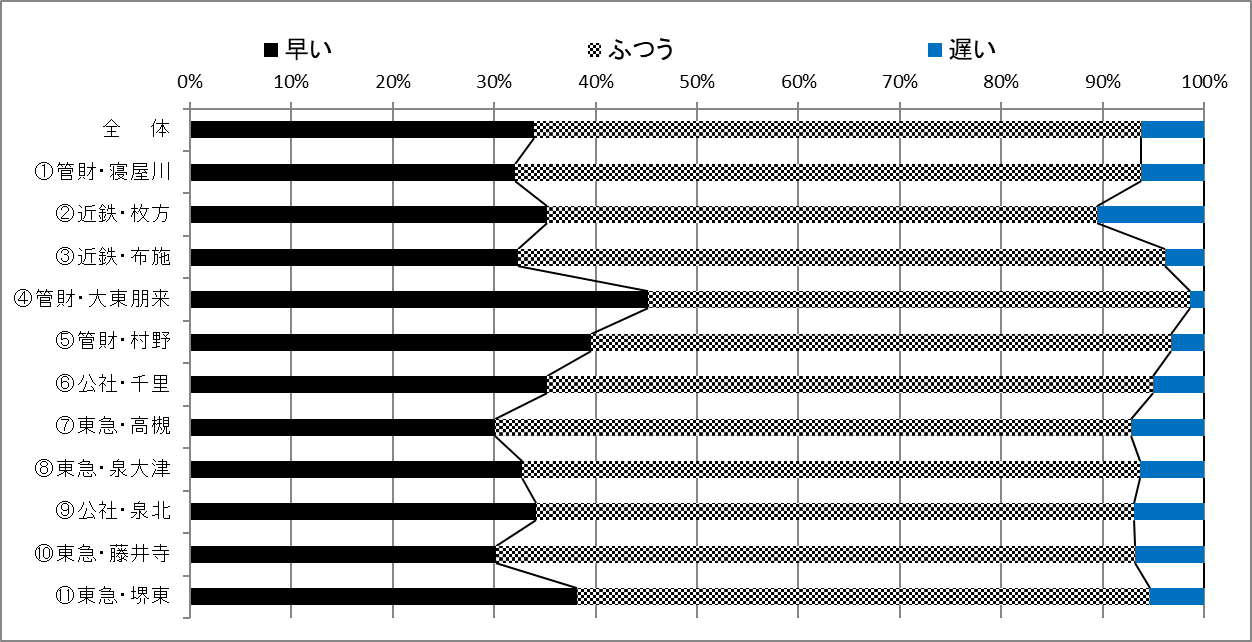 早い ふつう 遅い
0% 10% 20% 30% 40% 50% 60% 70% 80% 90% 100%
全 体
①管財・寝屋川
②近鉄・枚方
③近鉄・布施
④管財・大東朋来
⑤管財・村野
⑥公社・千里
⑦東急・高槻
⑧東急・泉大津
⑨公社・泉北
⑩東急・藤井寺
⑪東急・堺東